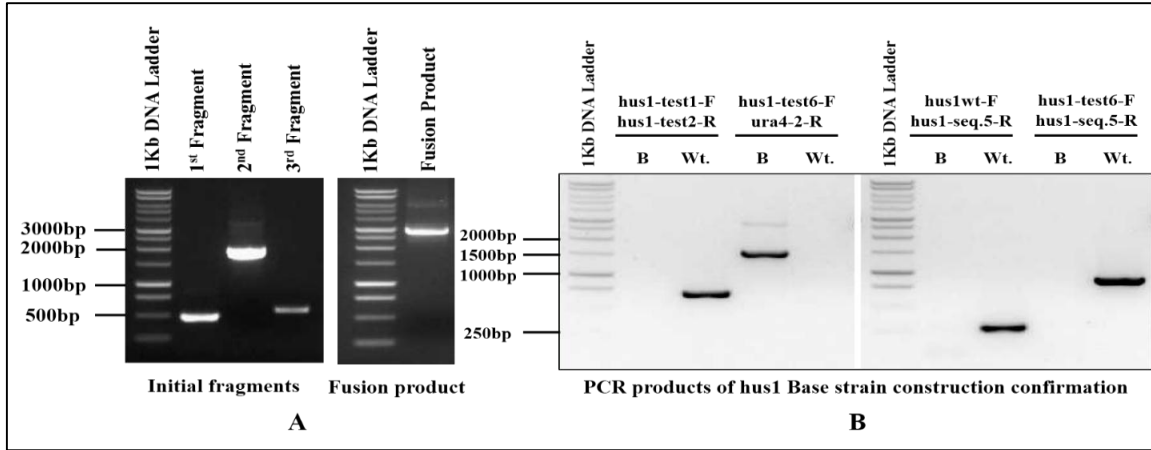 1Kb DNA Ladder
1st Fragment
2nd Fragment
3rd Fragment
1Kb DNA Ladder
Fusion Product
3000bp
2000bp
1000bp
500bp
Initial fragments
Fusion product
A
1Kb DNA Ladder
hus1-test1-F
hus1-test2-R
hus1-test6-F
ura4-2-R
B
Wt.
B
Wt.
1Kb DNA Ladder
hus1wt-F
hus1-seq.5-R
hus1-test6-F
hus1-seq.5-R
B
Wt.
B
Wt.
2000bp
1500bp
1000bp
250bp
PCR products of hus1 Base strain construction confirmation
B